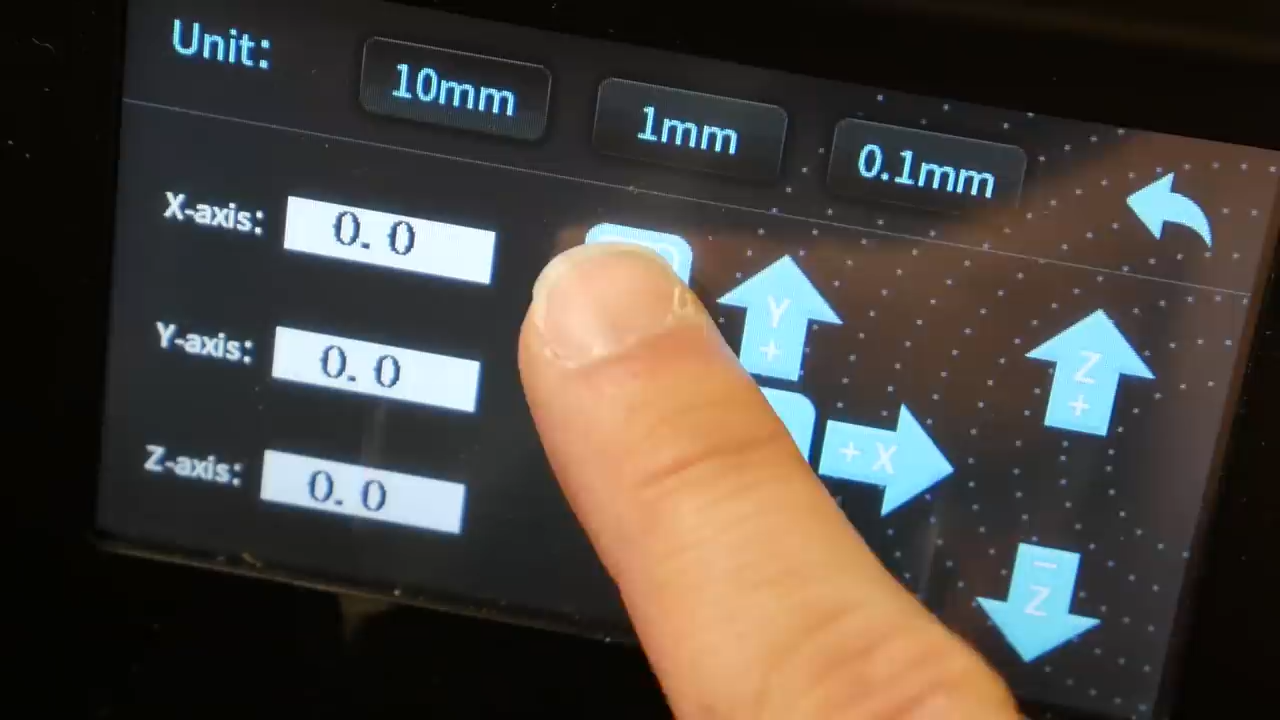 Unit:
10mm
1mm
0.1mm
X-axis:
0.0
Y
+
Z
+
Y-axis:
0.0
+X
Z-axis:
0.0
−
Z